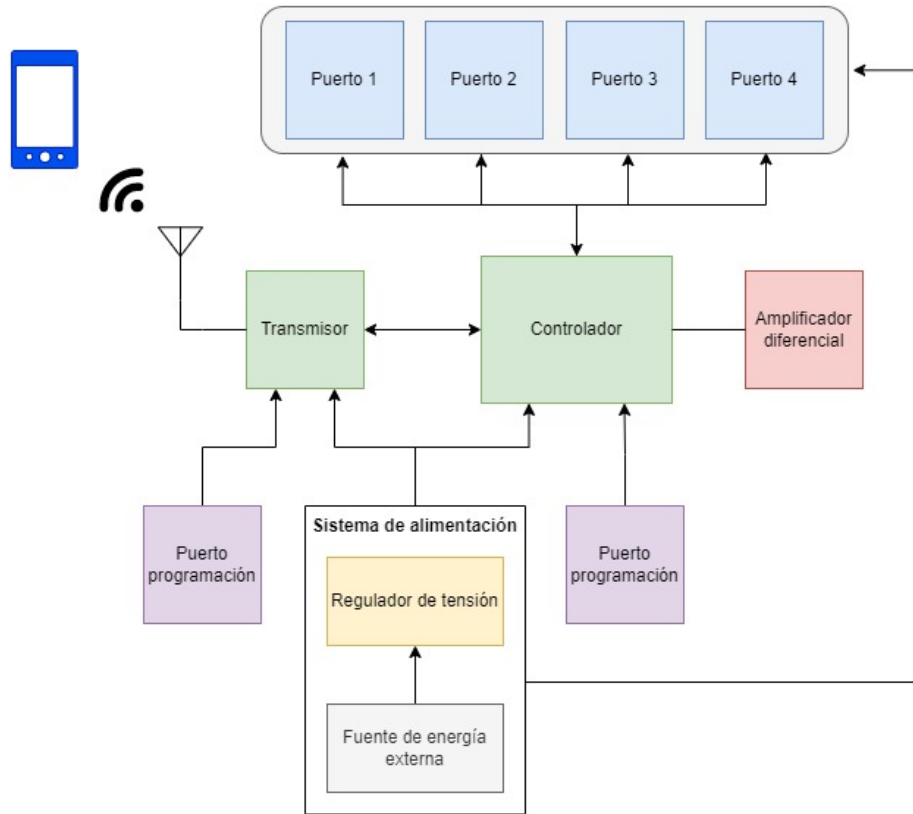 Puerto 1
Puerto 2
Puerto 3
Puerto 4
Transmisor
Controlador
Amplificador
diferencial
Puerto
programación
Sistema de alimentación
Regulador de tensión
Fuente de energía
externa
Puerto
programación